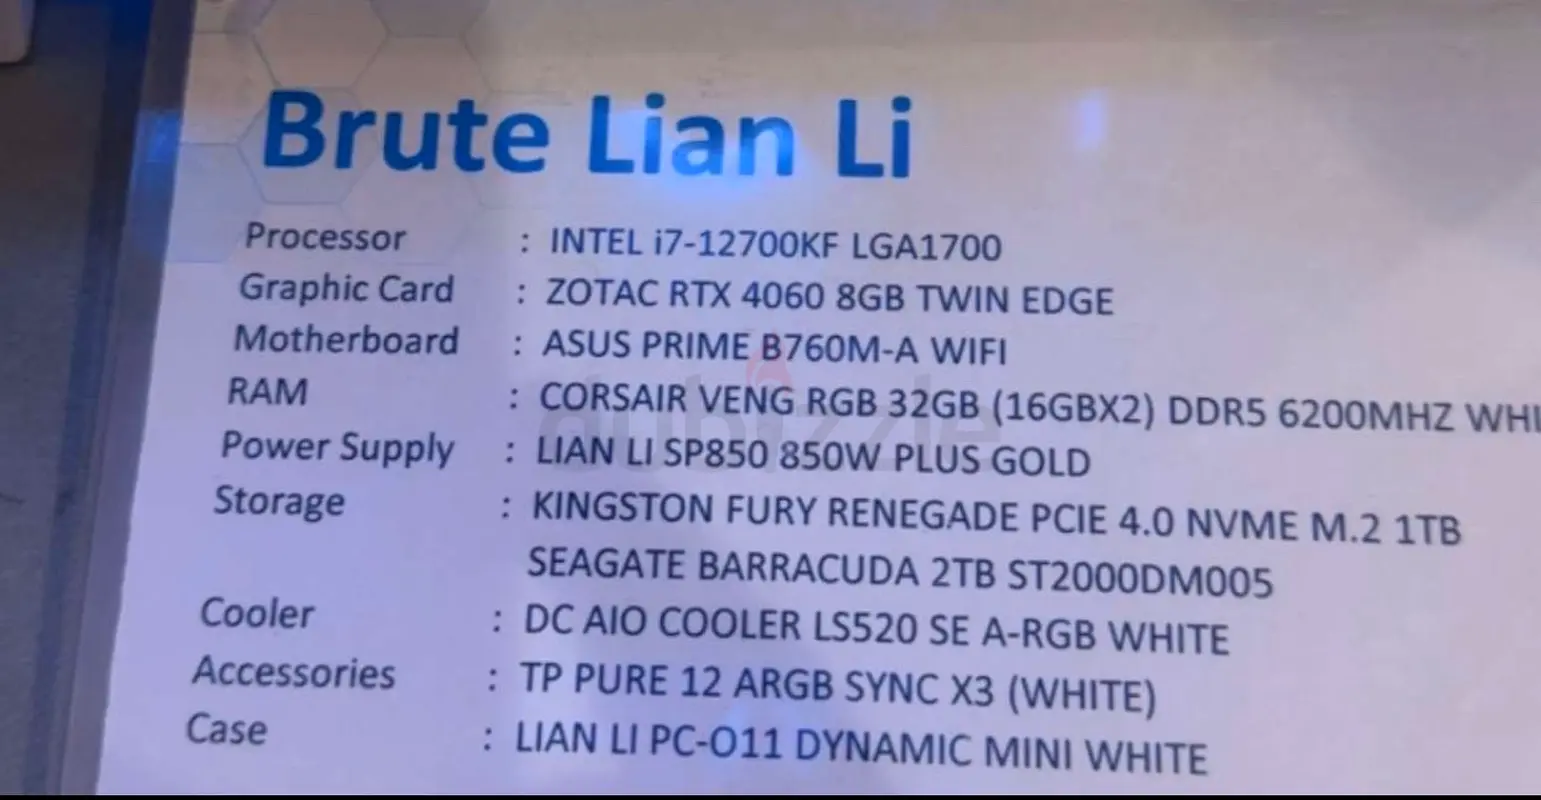 Brute Lian Li
Processor : INTEL i7-12700KF LGA1700
Graphic Card : ZOTAC RTX 4060 8GB TWIN EDGE
Motherboard : ASUS PRIME B760M-A WIFI
RAM : CORSAIR VENG RGB 32GB (16GBX2) DDR5 6200MHZ
Power Supply : LIAN LI SP850 850W PLUS GOLD
Storage : KINGSTON FURY RENEGADE PCIE 4.0 NVME M.2 1TB
SEAGATE BARRACUDA 2TB ST2000DM005
Cooler : DC AIO COOLER LS520 SE A-RGB WHITE
Accessories : TP PURE 12 ARGB SYNC X3 (WHITE)
Case : LIAN LI PC-O11 DYNAMIC MINI WHITE
dubizzle